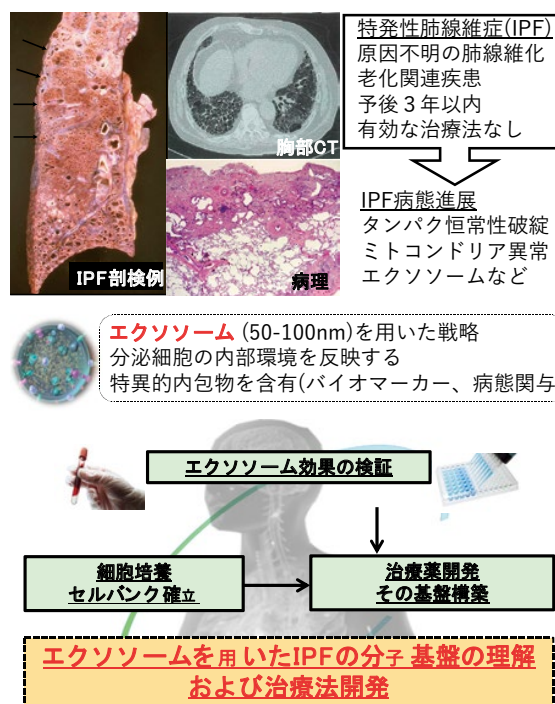 特発性肺線維症(IPF)
原因不明の肺線維化
老化関連疾患
予後３年以内
有効な治療法なし
胸部CT
IPF剖検例
病理
IPF病態進展
タンパク恒常性破綻
ミトコンドリア異常
エクソソームなど
エクソソーム (50-100nm)を用いた戦略
分泌細胞の内部環境を反映する
特異的内包物を含有(バイオマーカー、病態関与
エクソソーム効果の検証
細胞培養
セルバンク確立
治療薬開発
その基盤構築
エクソソームを用いたIPFの分子基盤の理解
および治療法開発